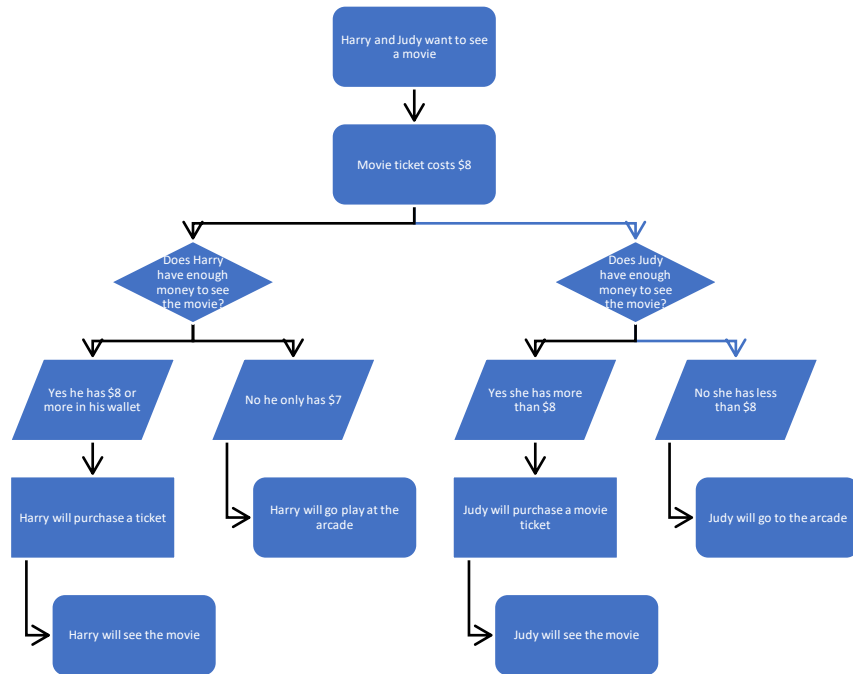 Harry and Judy want to see
a movie
Movie ticket costs $8
Does Harry
have enough
money to see
the movie?
Does Judy
have enough
money to see
the movie?
Yes he has $8 or
more in his wallet
No he only has $7
Yes she has more
than $8
No she has less
than $8
Harry will purchase a ticket
Harry will go play at the
arcade
Judy will purchase a movie
ticket
Judy will go to the arcade
Harry will see the movie
Judy will see the movie